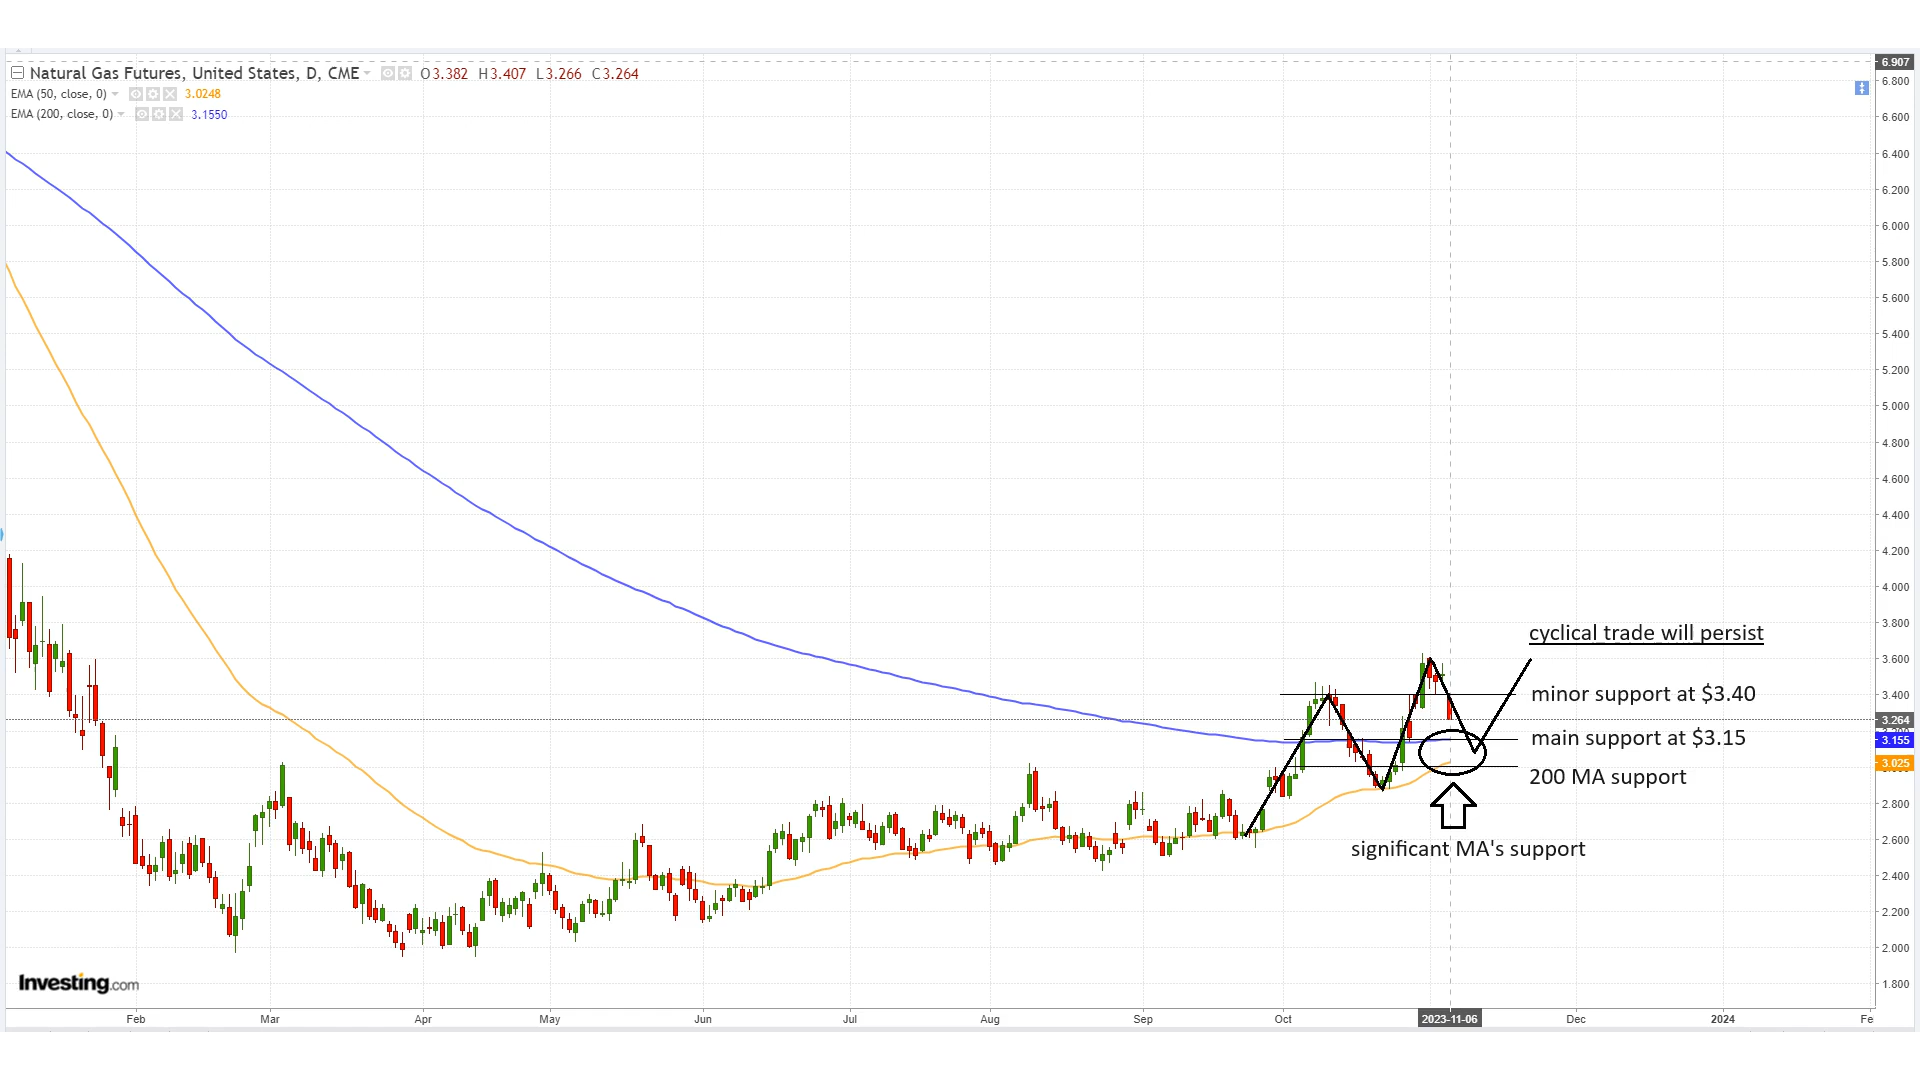 Natural Gas Futures, United States, D, CME O3.382 H3.407 L3.266 C3.264
EMA (50, close, 0) 3.0248
EMA (200, close, 0) 3.1550
6.907
6.800
6.600
6.400
6.200
6.000
5.800
5.600
5.400
5.200
5.000
4.800
4.600
4.400
4.200
4.000
3.800
3.600
3.400
3.264
3.155
3.025
2.800
2.600
2.400
2.200
2.000
1.800
cyclical trade will persist
minor support at $3.40
main support at $3.15
200 MA support
significant MA's support
Investing.com
Feb Mar Apr May Jun Jul Aug Sep Oct 2023-11-06 Dec 2024 Fe